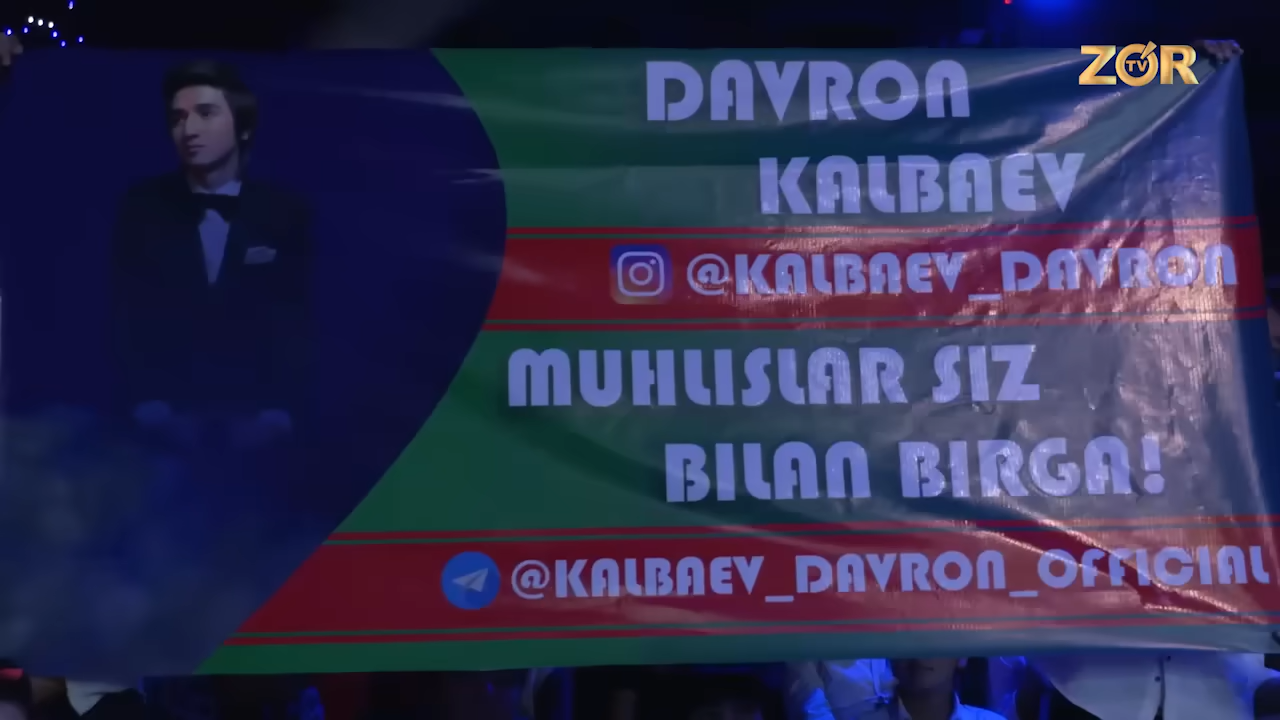 ZOR TV
DAVRON
KALBAEV
@KALBAEV_DAVRON
MUHLISLAR SIZ
BILAN BIRGA!
@KALBAEV_DAVRON_OFFICIAL